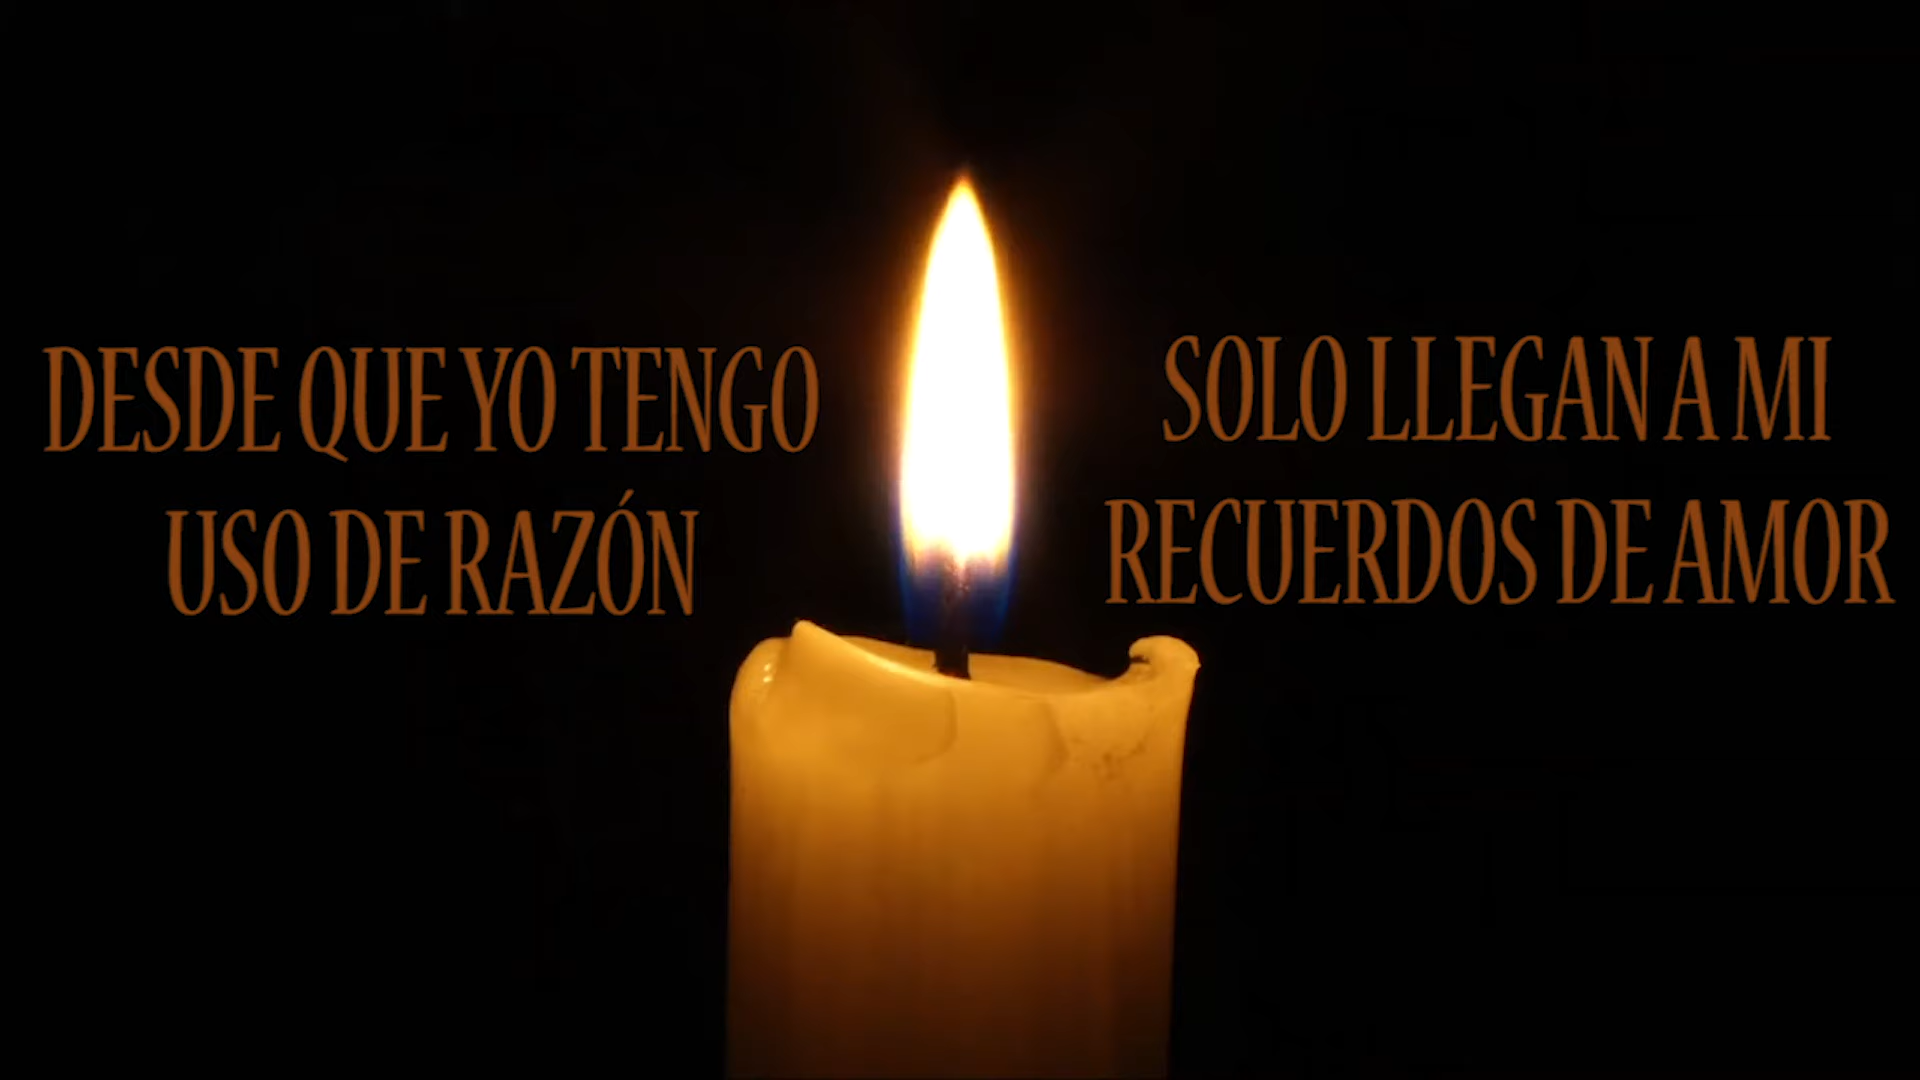 DESDE QUE YO TENGO
USO DE RAZÓN
SOLO LLEGAN A MI
RECUERDOS DE AMOR